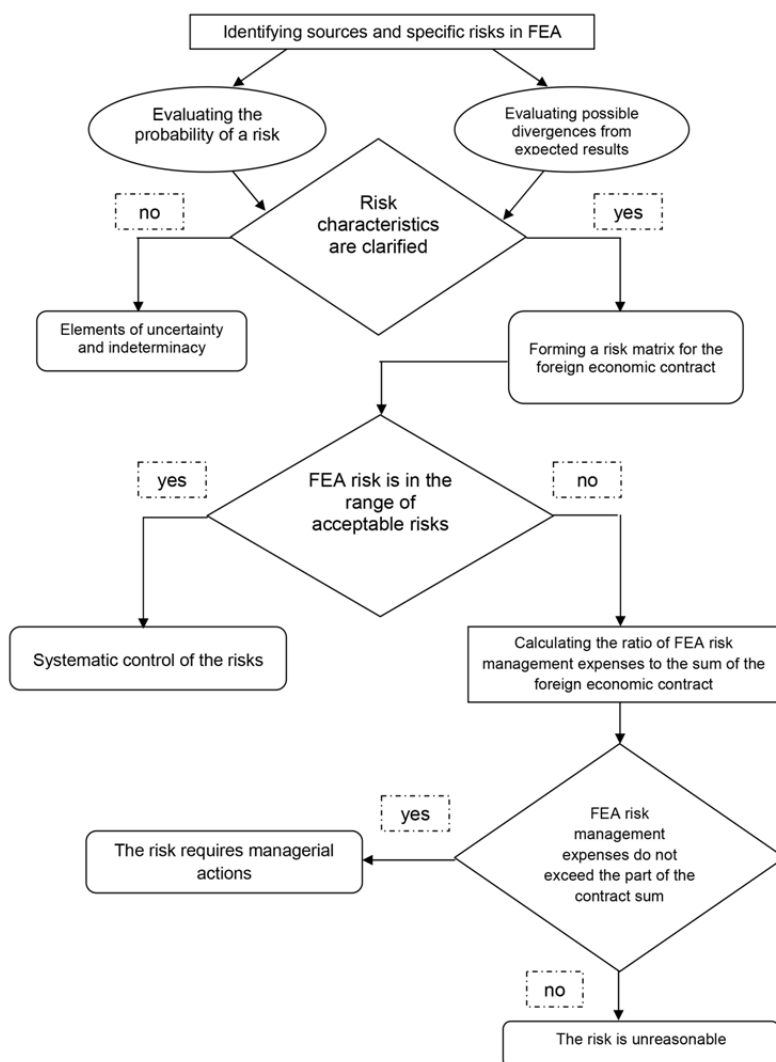 Identifying sources and specific risks in FEA
Evaluating the
probability of a risk
Evaluating possible
divergences from
expected results
no
Risk
characteristics
are clarified
yes
Elements of uncertainty
and indeterminacy
Forming a risk matrix for the
foreign economic contract
yes
FEA risk is in the
range of
acceptable risks
no
Systematic control of the risks
Calculating the ratio of FEA risk
management expenses to the sum of the
foreign economic contract
yes
FEA risk
management
expenses do not
exceed the part of the
contract sum
The risk requires managerial
actions
no
The risk is unreasonable